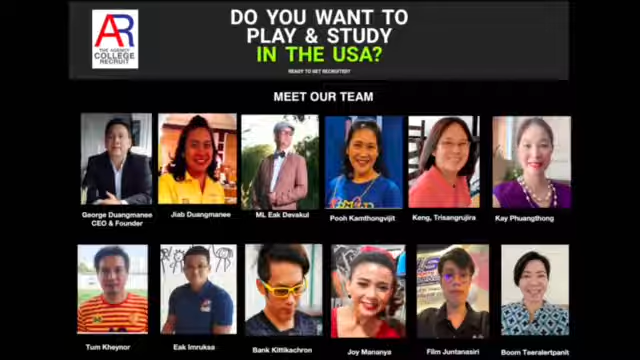 AR
THE AGENCY
COLLEGE
RECRUIT
DO YOU WANT TO
PLAY & STUDY
IN THE USA?
READY TO GET RECRUITED?
MEET OUR TEAM
George Duangmanee
CEO & Founder
Jiab Duangmanee
ML Eak Devakul
Pooh Kamthongvijit
Keng, Trisangrujira
Kay Phuangthong
Tum Kheynor
Eak Imruksa
Bank Kittikachron
Joy Mananya
Film Juntanasiri
Boom Teeralertpanit